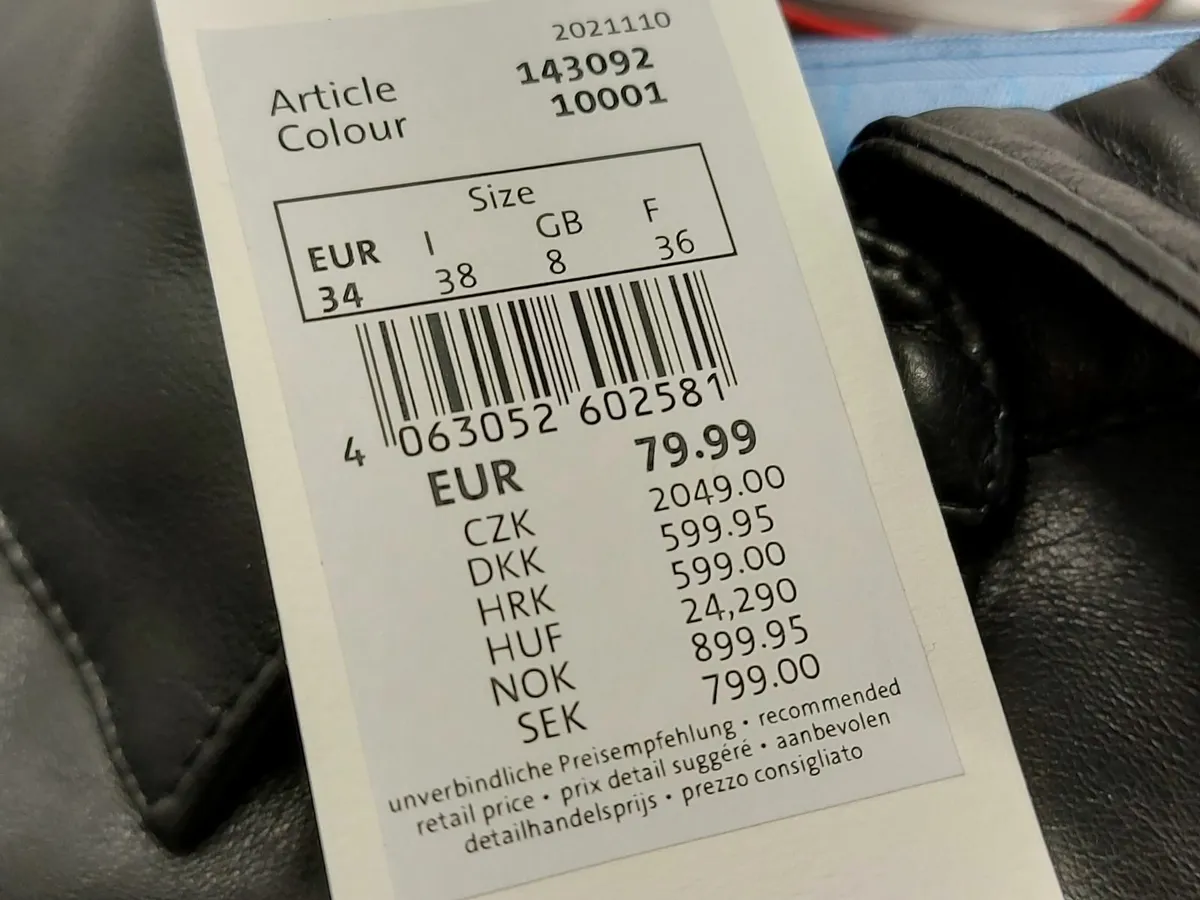 2021110
Article 143092
Colour 10001
Size
EUR I GB F
34 38 8 36
4 063052 602581
EUR 79.99
CZK 2049.00
DKK 599.95
HRK 599.00
HUF 24,290
NOK 899.95
SEK 799.00
unverbindliche Preisempfehlung • recommended
retail price • prix detail suggéré • aanbevolen
detailhandelsprijs • prezzo consigliato